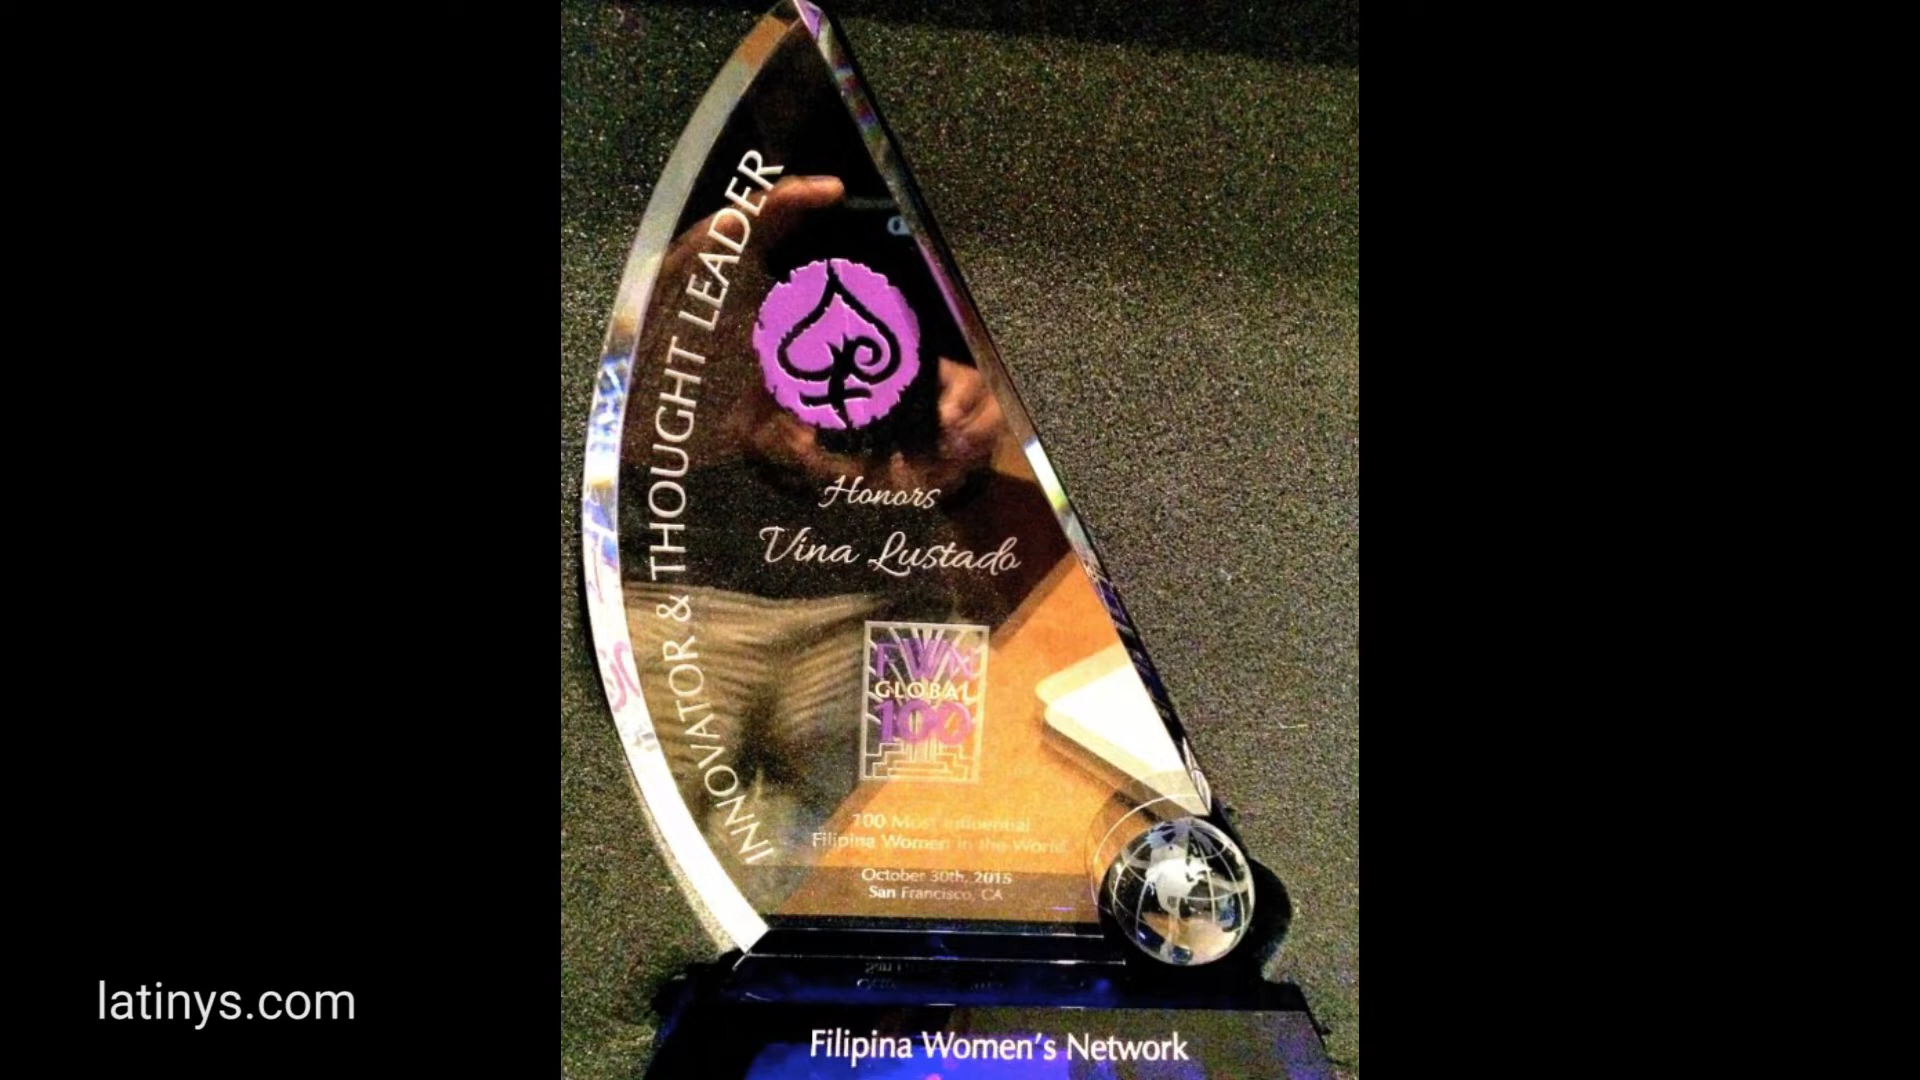 INNOVATOR & THOUGHT LEADER
Honors
Vina Lustado
FWN
GLOBAL
100
100 Most Influential
Filipina Women in the World
October 30th, 2015
San Francisco, CA
Filipina Women's Network
latinys.com